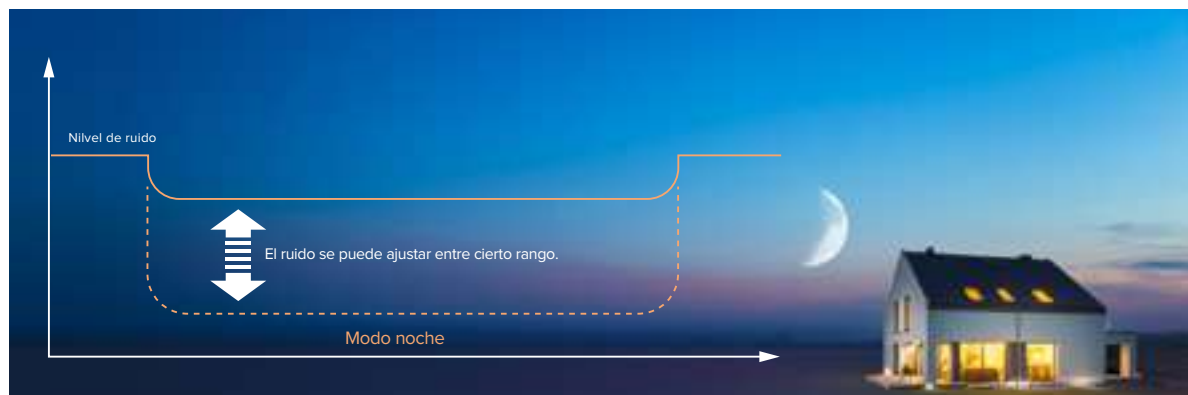 Nilvel de ruido
El ruido se puede ajustar entre cierto rango.
Modo noche